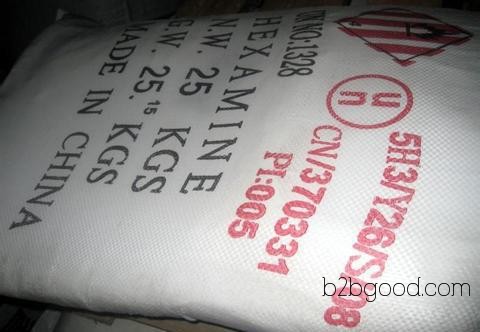 UN NO:1328
HEXAMINE
N.W. 25 KGS
G.W. 25.15 KGS
MADE IN CHINA
4
u
n
5H3/Y26/S/08
CN/370331
PI:005
b2bgood.com